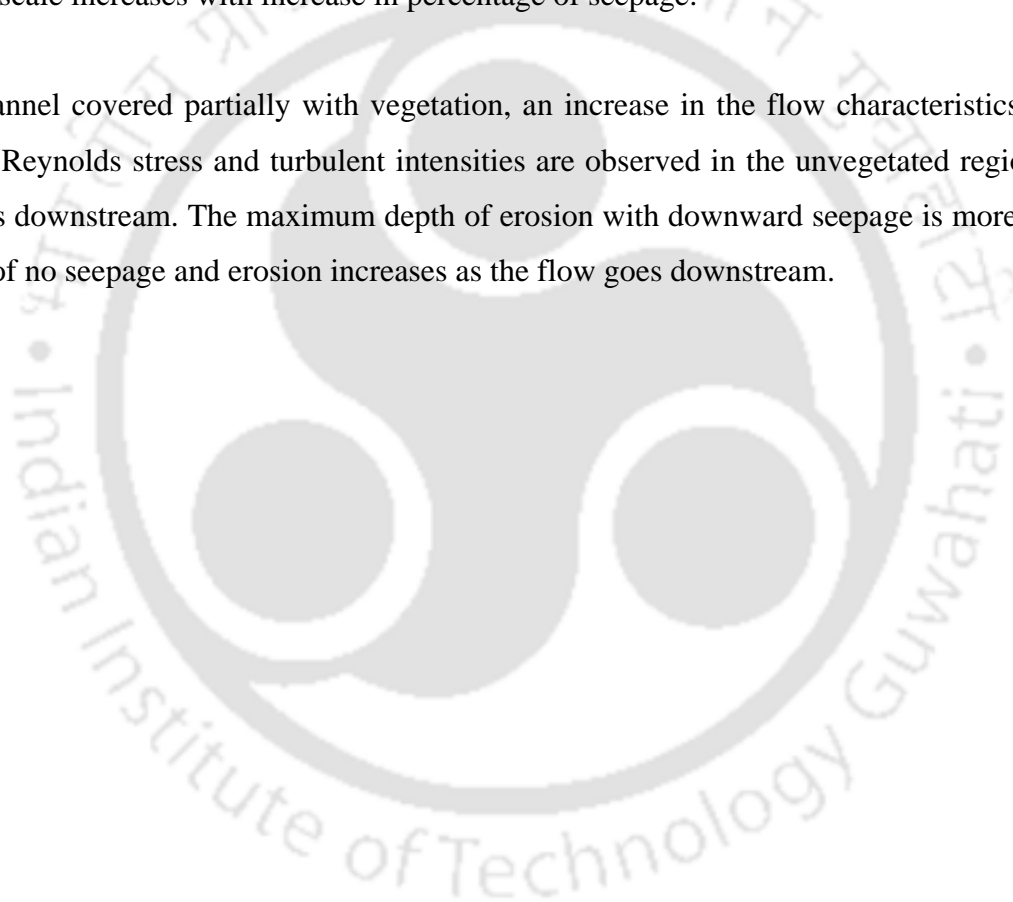 scale increases with increase in percentage of seepage.
annel covered partially with vegetation, an increase in the flow characteristics
Reynolds stress and turbulent intensities are observed in the unvegetated regi
s downstream. The maximum depth of erosion with downward seepage is more
of no seepage and erosion increases as the flow goes downstream.
Indian Institute of Technology Guwahati